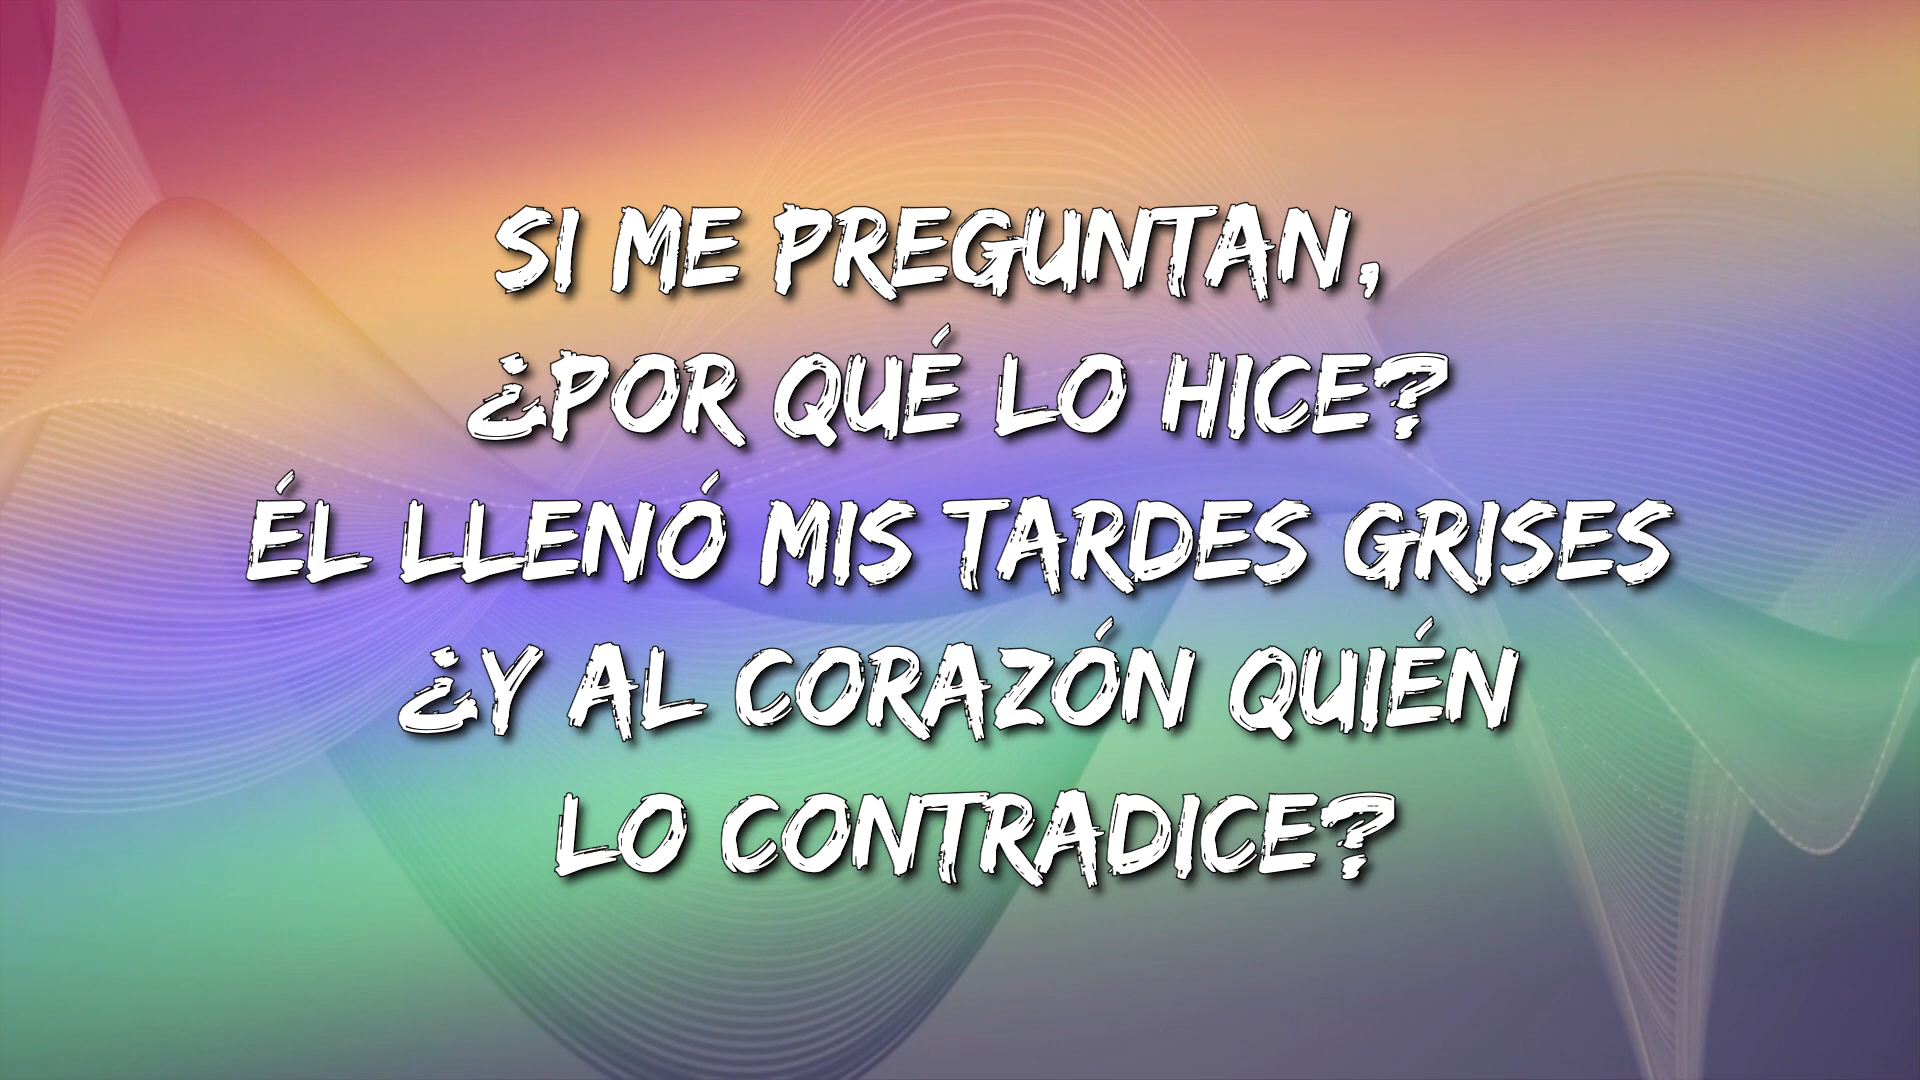 SI ME PREGUNTAN,
¿POR QUÉ LO HICE?
ÉL LLENÓ MIS TARDES GRISES
¿Y AL CORAZÓN QUIÉN
LO CONTRADICE?